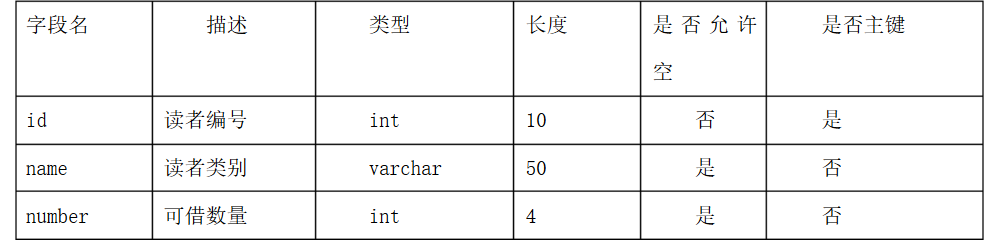 字段名 描述 类型 长度 是否允许空 是否主键
id 读者编号 int 10 否 是
name 读者类别 varchar 50 是 否
number 可借数量 int 4 是 否